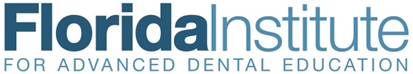 FloridaInstitute
FOR ADVANCED DENTAL EDUCATION